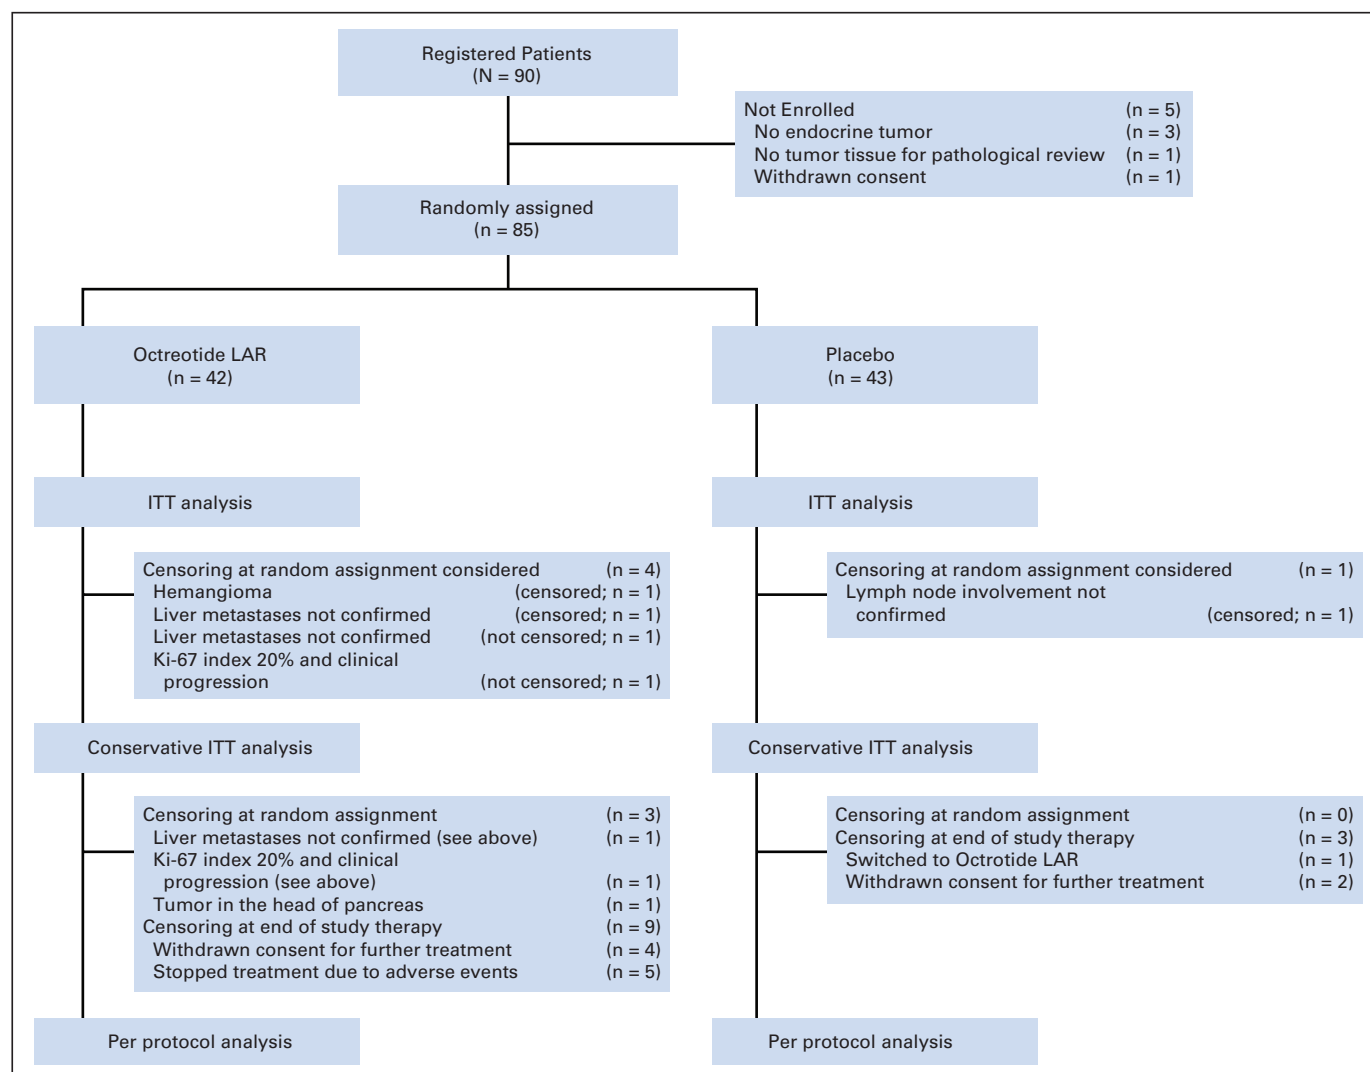 Registered Patients
(N = 90)
Not Enrolled (n = 5)
No endocrine tumor (n = 3)
No tumor tissue for pathological review (n = 1)
Withdrawn consent (n = 1)
Randomly assigned
(n = 85)
Octreotide LAR
(n = 42)
Placebo
(n = 43)
ITT analysis
ITT analysis
Censoring at random assignment considered (n = 4)
Hemangioma (censored; n = 1)
Liver metastases not confirmed (censored; n = 1)
Liver metastases not confirmed (not censored; n = 1)
Ki-67 index 20% and clinical
progression (not censored; n = 1)
Censoring at random assignment considered (n = 1)
Lymph node involvement not
confirmed (censored; n = 1)
Conservative ITT analysis
Conservative ITT analysis
Censoring at random assignment (n = 3)
Liver metastases not confirmed (see above) (n = 1)
Ki-67 index 20% and clinical
progression (see above) (n = 1)
Tumor in the head of pancreas (n = 1)
Censoring at end of study therapy (n = 9)
Withdrawn consent for further treatment (n = 4)
Stopped treatment due to adverse events (n = 5)
Censoring at random assignment (n = 0)
Censoring at end of study therapy (n = 3)
Switched to Octrotide LAR (n = 1)
Withdrawn consent for further treatment (n = 2)
Per protocol analysis
Per protocol analysis